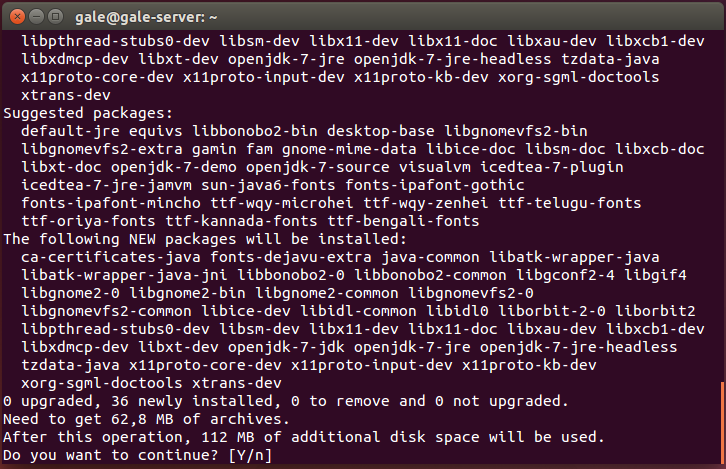 gale@gale-server: ~
libpthread-stubs0-dev libsm-dev libx11-dev libx11-doc libxau-dev libxcb1-dev
libxdmcp-dev libxt-dev openjdk-7-jre openjdk-7-jre-headless tzdata-java
x11proto-core-dev x11proto-input-dev x11proto-kb-dev xorg-sgml-doctools
xtrans-dev
Suggested packages:
default-jre equivs libbonobo2-bin desktop-base libgnomevfs2-bin
libgnomevfs2-extra gamin fam gnome-mime-data libice-doc libsm-doc libxcb-doc
libxt-doc openjdk-7-demo openjdk-7-source visualvm icedtea-7-plugin
icedtea-7-jre-jamvm sun-java6-fonts fonts-ipafont-gothic
fonts-ipafont-mincho ttf-wqy-microhei ttf-wqy-zenhei ttf-telugu-fonts
ttf-oriya-fonts ttf-kannada-fonts ttf-bengali-fonts
The following NEW packages will be installed:
ca-certificates-java fonts-dejavu-extra java-common libatk-wrapper-java
libatk-wrapper-java-jni libbonobo2-0 libbonobo2-common libgconf2-4 libgif4
libgnome2-0 libgnome2-bin libgnome2-common libgnomevfs2-0
libgnomevfs2-common libice-dev libidl-common libidl0 liborbit-2-0 liborbit2
libpthread-stubs0-dev libsm-dev libx11-dev libx11-doc libxau-dev libxcb1-dev
libxdmcp-dev libxt-dev openjdk-7-jdk openjdk-7-jre openjdk-7-jre-headless
tzdata-java x11proto-core-dev x11proto-input-dev x11proto-kb-dev
xorg-sgml-doctools xtrans-dev
0 upgraded, 36 newly installed, 0 to remove and 0 not upgraded.
Need to get 62,8 MB of archives.
After this operation, 112 MB of additional disk space will be used.
Do you want to continue? [Y/n]